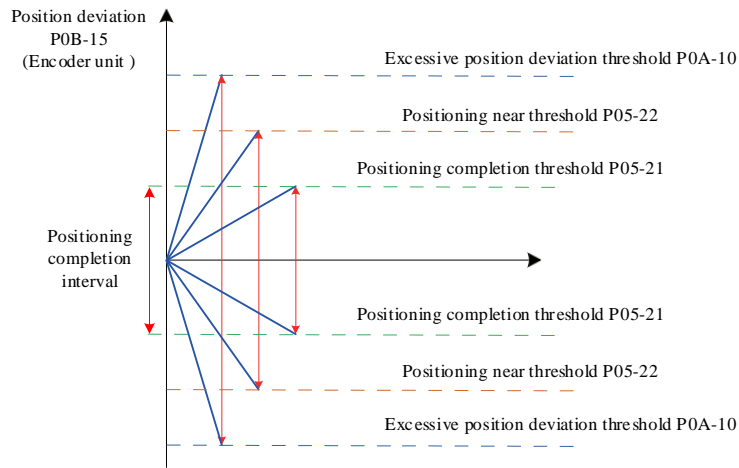 Position deviation
P0B-15
(Encoder unit )
Excessive position deviation threshold P0A-10
Positioning near threshold P05-22
Positioning completion threshold P05-21
Positioning
completion
interval
Positioning completion threshold P05-21
Positioning near threshold P05-22
Excessive position deviation threshold P0A-10